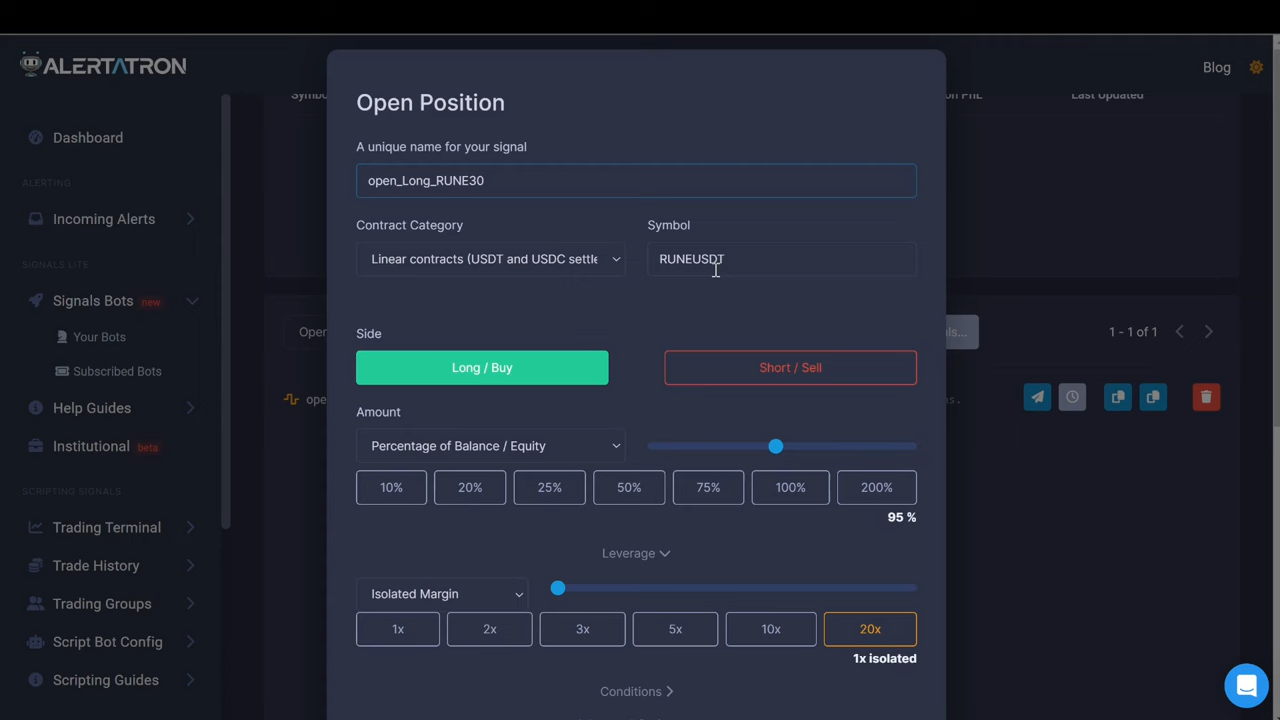 ALERTATRON
Blog
Dashboard
ALERTING
Incoming Alerts
SIGNALS LITE
Signals Bots new
Your Bots
Subscribed Bots
Help Guides
Institutional beta
SCRIPTING SIGNALS
Trading Terminal
Trade History
Trading Groups
Script Bot Config
Scripting Guides
Last Updated
1 - 1 of 1
Open Position
A unique name for your signal
open_Long_RUNE30
Contract Category
Symbol
Linear contracts (USDT and USDC settle
RUNEUSDT
Side
Long / Buy
Short / Sell
Amount
Percentage of Balance / Equity
10%
20%
25%
50%
75%
100%
200%
95 %
Leverage
Isolated Margin
1x
2x
3x
5x
10x
20x
1x isolated
Conditions